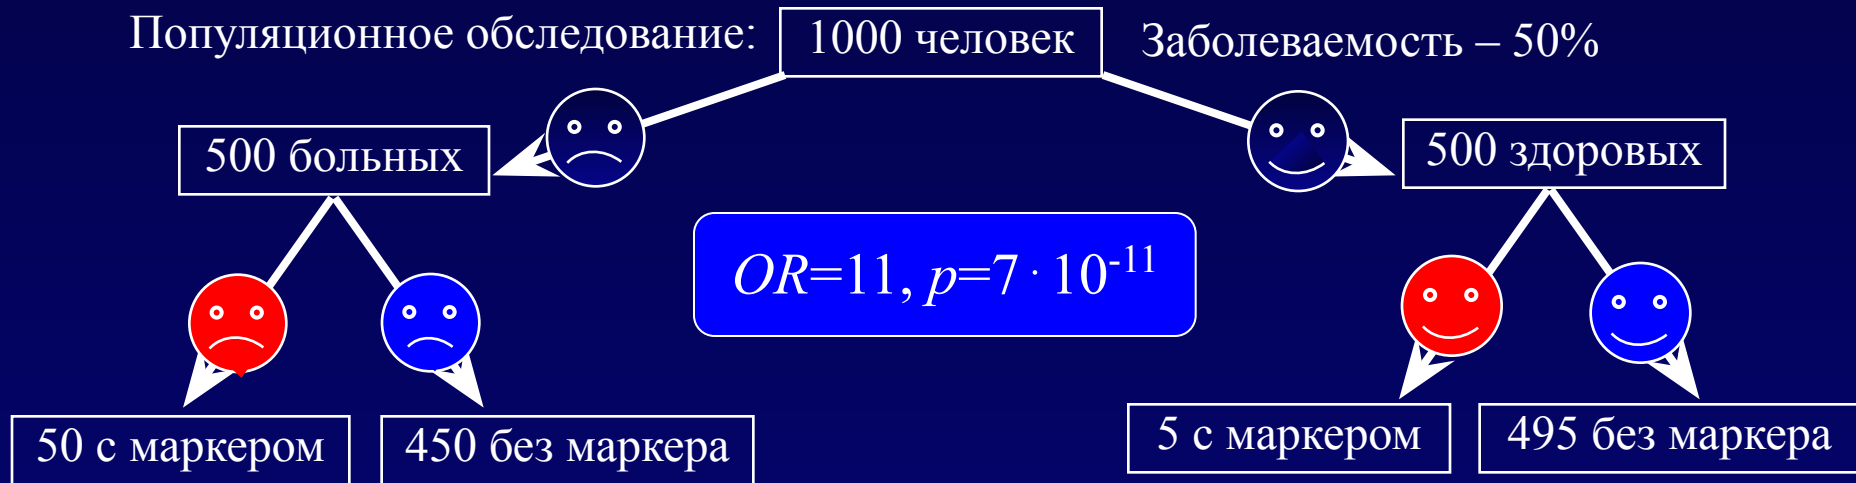 Популяционное обследование: 1000 человек Заболеваемость – 50%
500 больных 500 здоровых
OR=11, p=7·10⁻¹¹
50 с маркером 450 без маркера 5 с маркером 495 без маркера